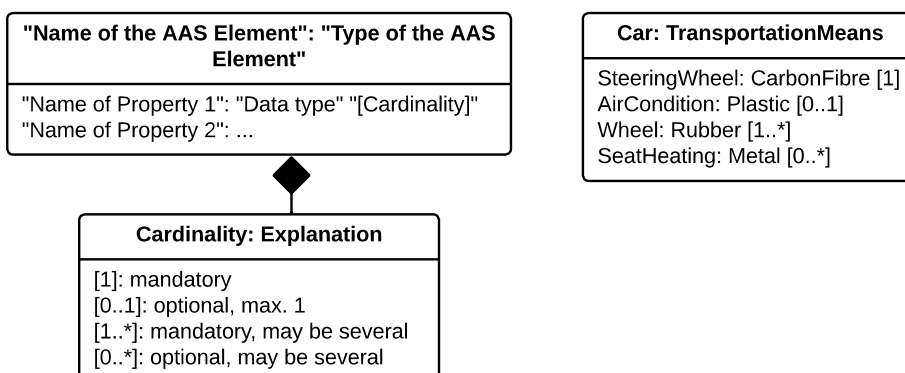 "Name of the AAS Element": "Type of the AAS
Element"
"Name of Property 1": "Data type" "[Cardinality]"
"Name of Property 2": ...
Cardinality: Explanation
[1]: mandatory
[0..1]: optional, max. 1
[1..*]: mandatory, may be several
[0..*]: optional, may be several
Car: TransportationMeans
SteeringWheel: CarbonFibre [1]
AirCondition: Plastic [0..1]
Wheel: Rubber [1..*]
SeatHeating: Metal [0..*]